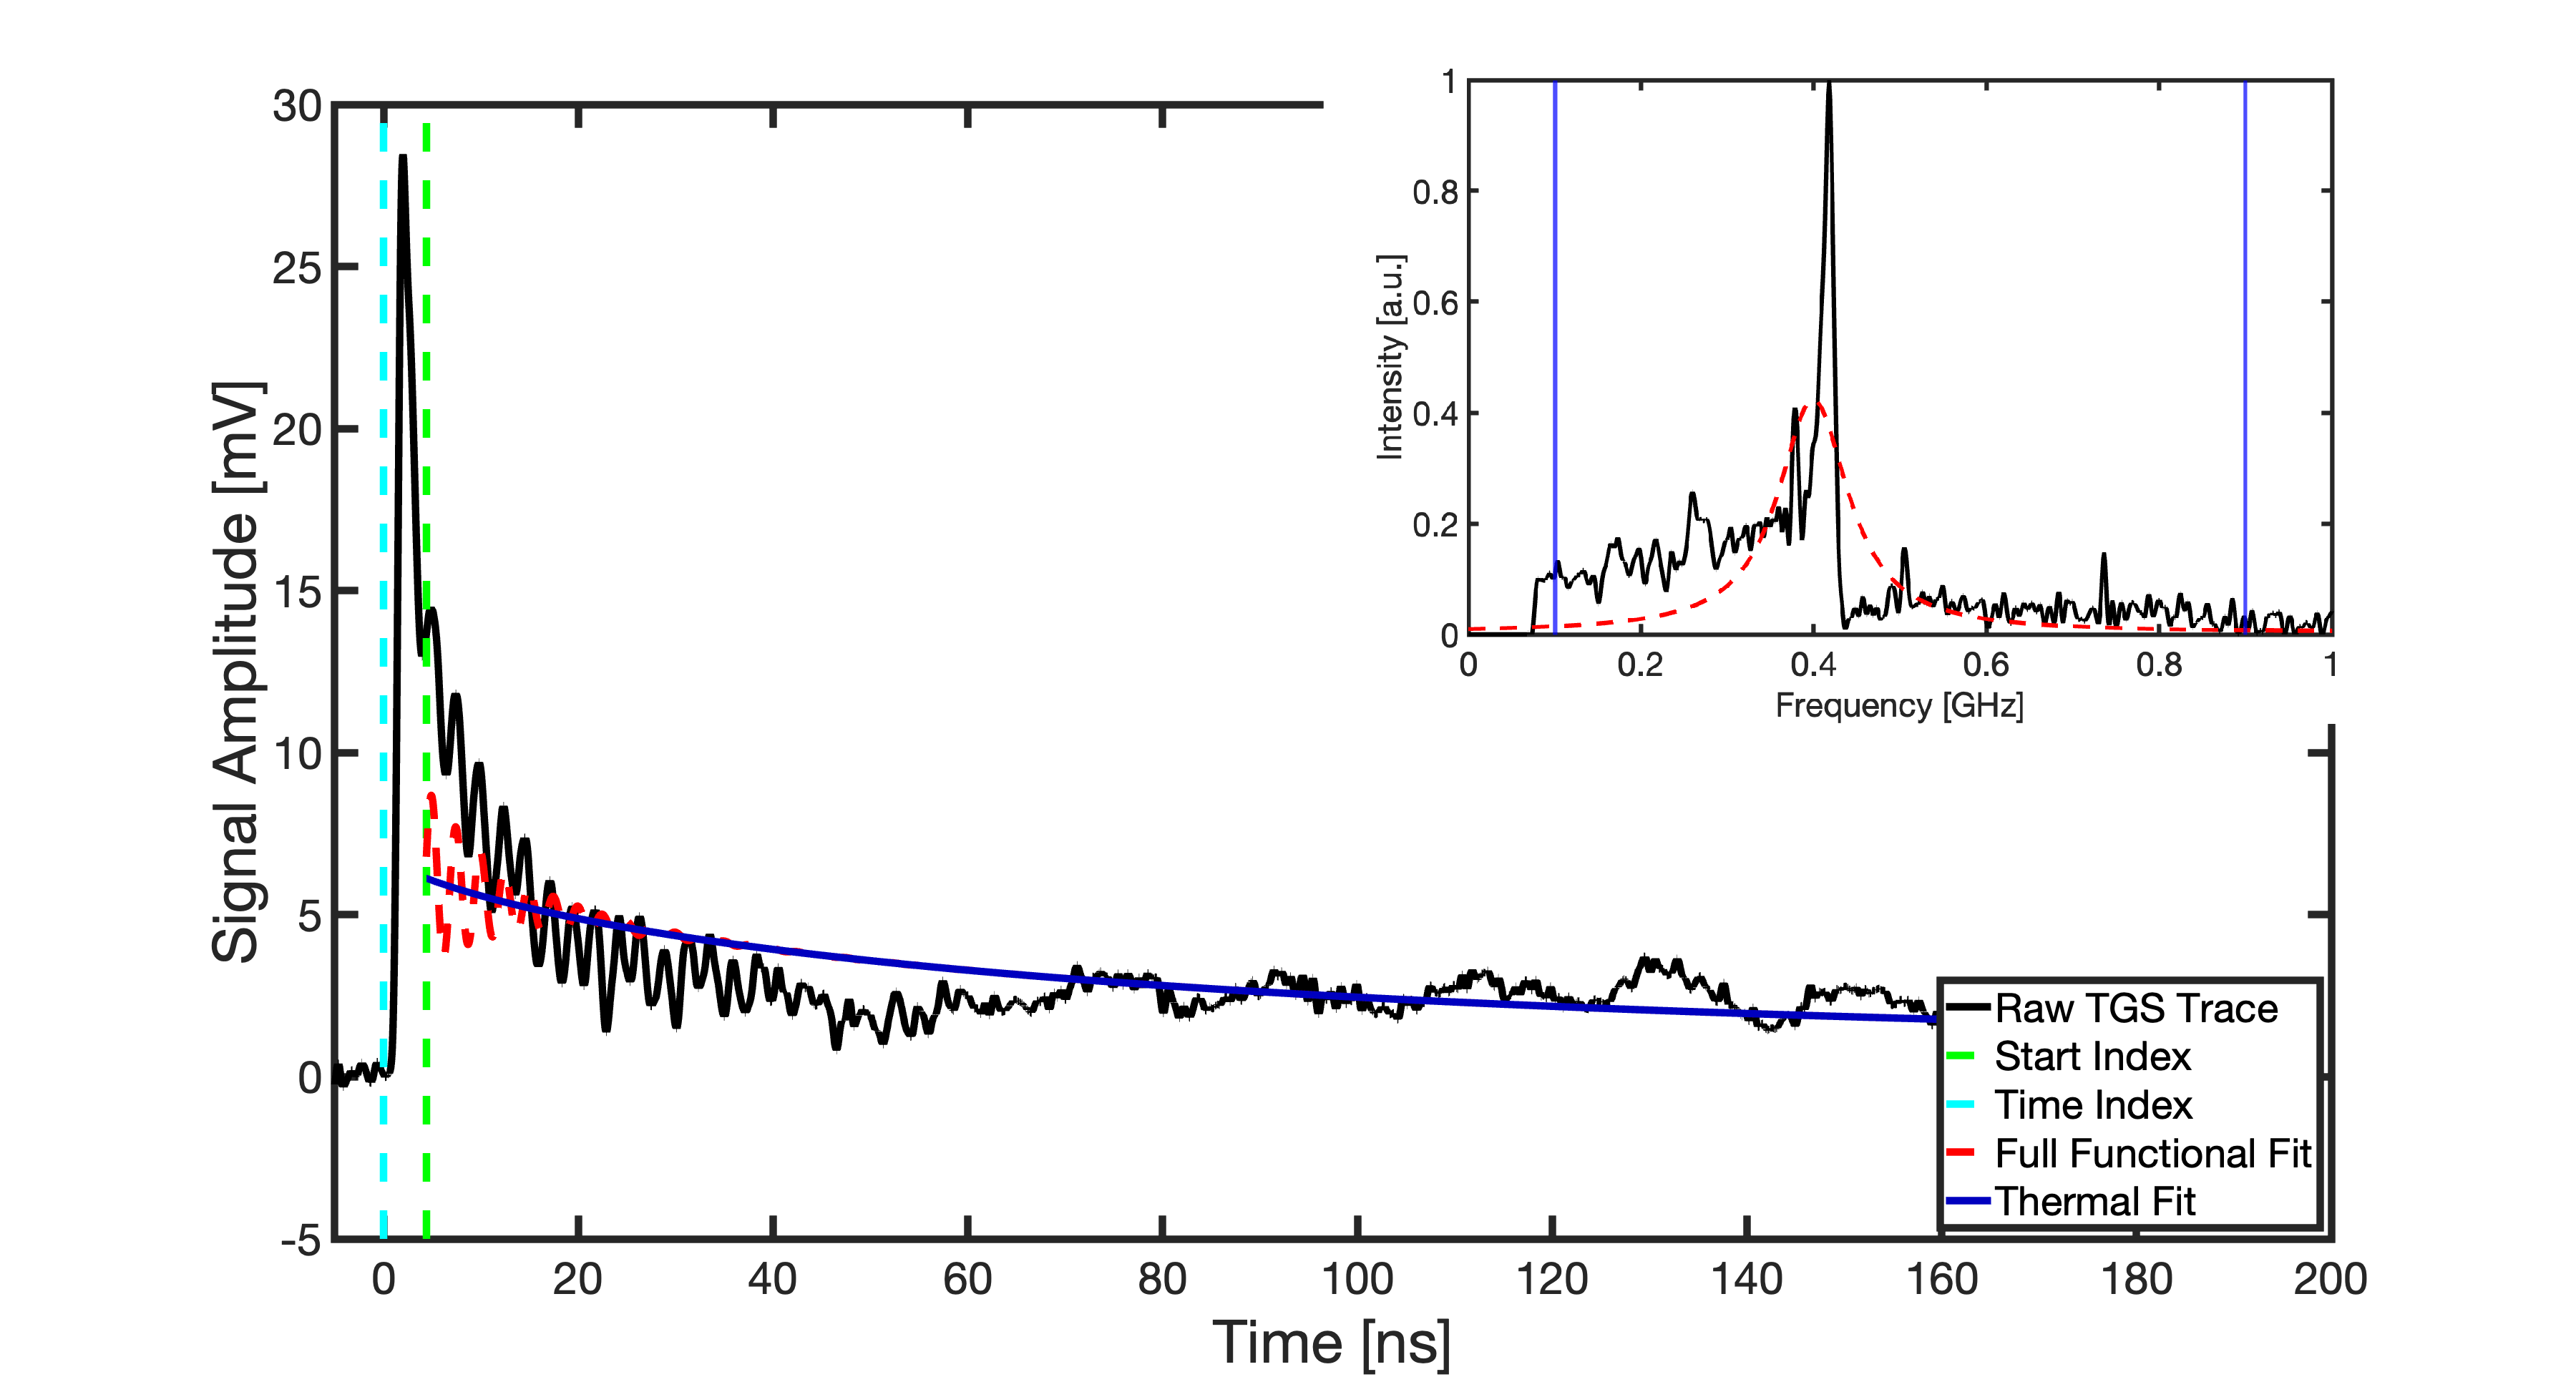 Signal Amplitude [mV]
30
25
20
15
10
5
0
-5
0 20 40 60 80 100 120 140 160 180 200
Time [ns]
Intensity [a.u.]
1
0.8
0.6
0.4
0.2
0
0 0.2 0.4 0.6 0.8 1
Frequency [GHz]
Raw TGS Trace
Start Index
Time Index
Full Functional Fit
Thermal Fit